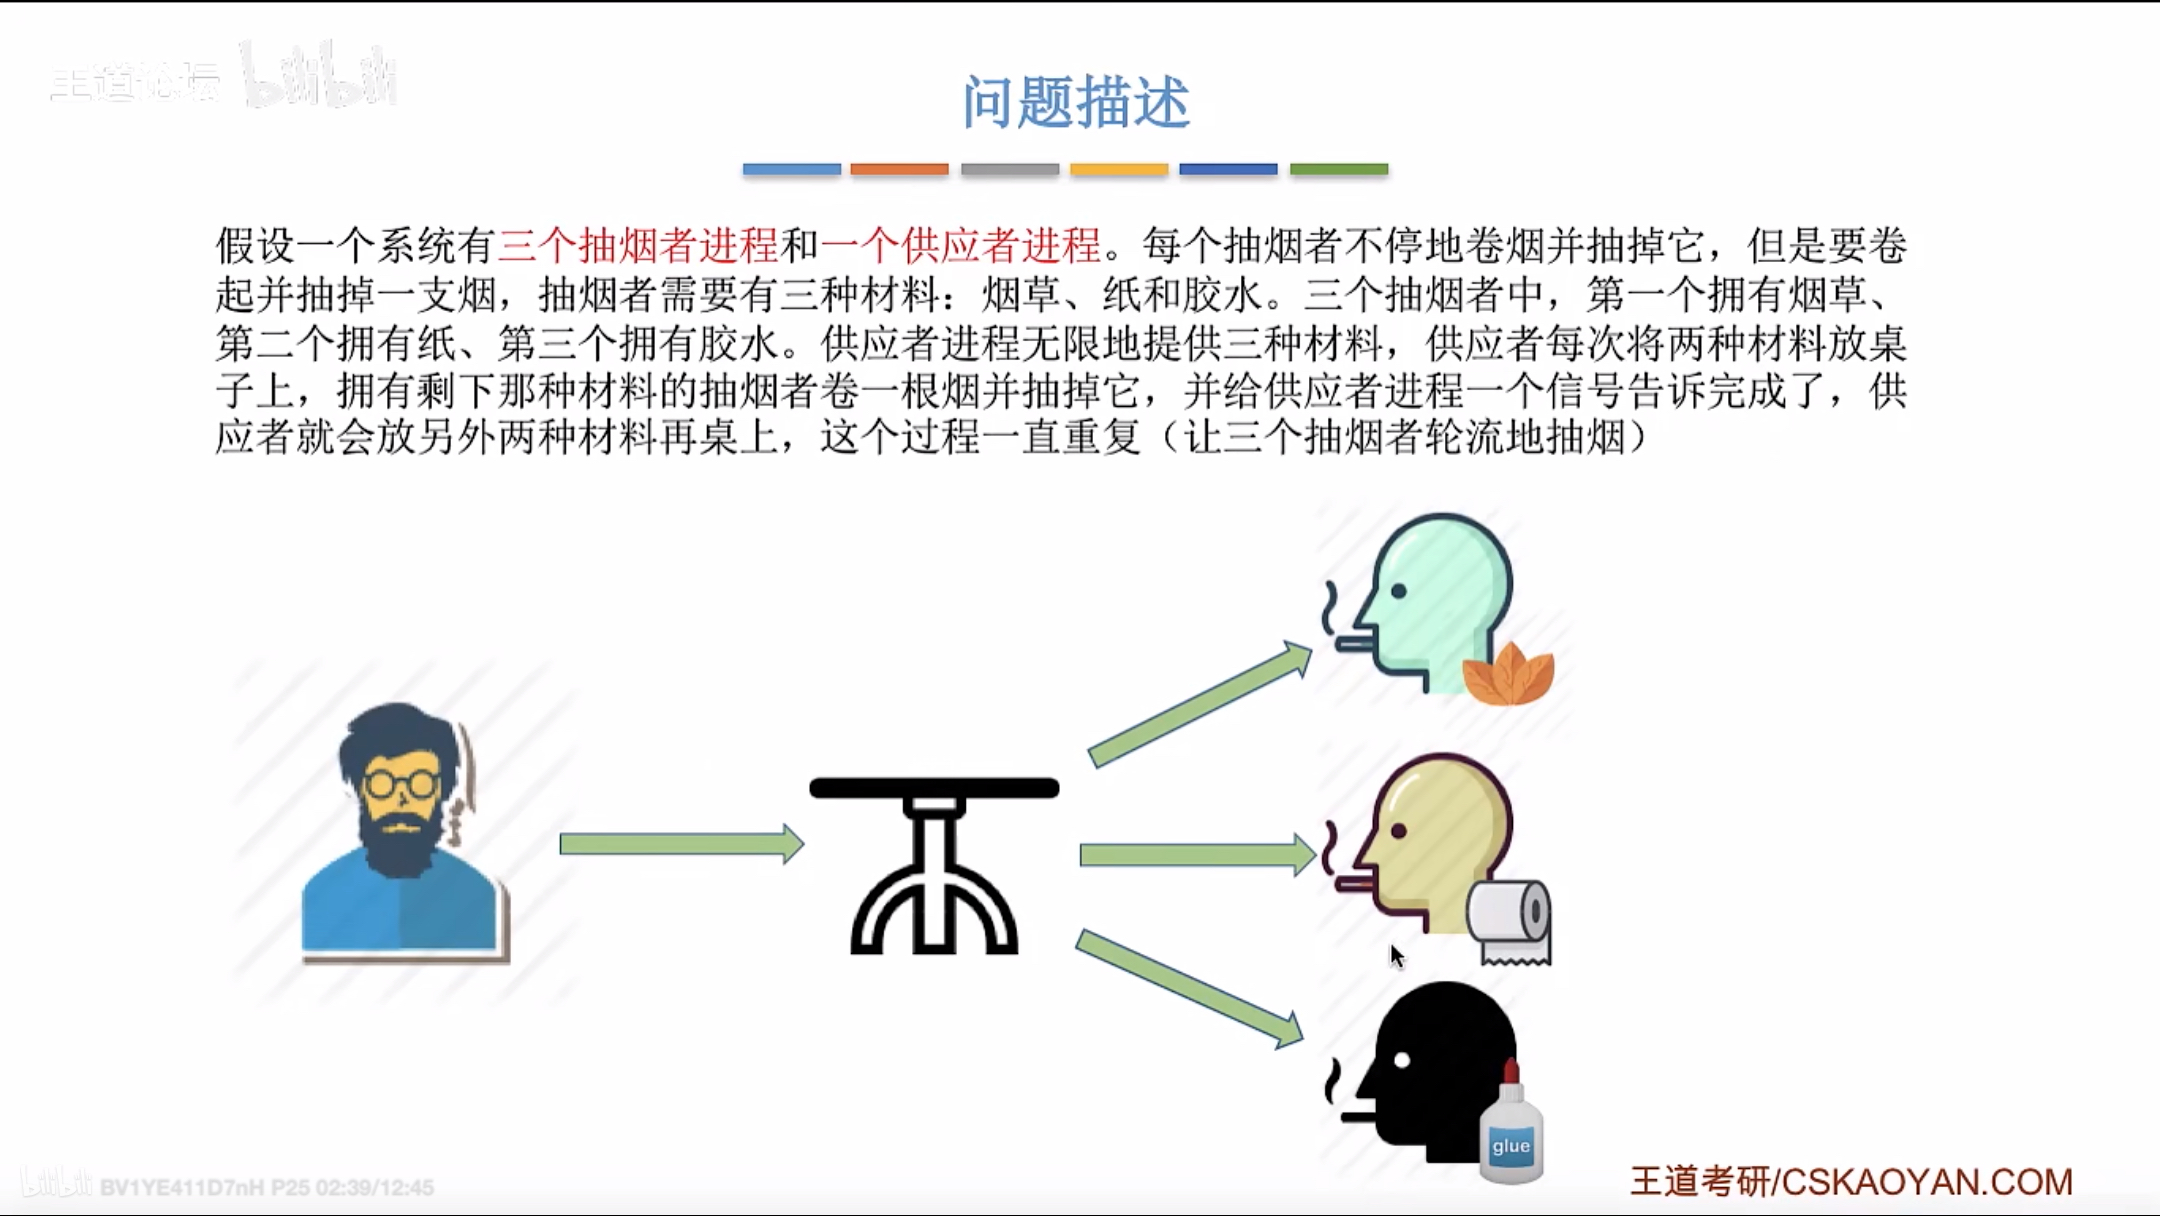 王道论坛 bilibili
问题描述
假设一个系统有三个抽烟者进程和一个供应者进程。每个抽烟者不停地卷烟并抽掉它，但是要卷
起并抽掉一支烟，抽烟者需要有三种材料：烟草、纸和胶水。三个抽烟者中，第一个拥有烟草、
第二个拥有纸、第三个拥有胶水。供应者进程无限地提供三种材料，供应者每次将两种材料放桌
子上，拥有剩下那种材料的抽烟者卷一根烟并抽掉它，并给供应者进程一个信号告诉完成了，供
应者就会放另外两种材料再桌上，这个过程一直重复（让三个抽烟者轮流地抽烟）
glue
bilibili BV1YE411D7nH P25 02:39/12:45
王道考研/CSKAOYAN.COM